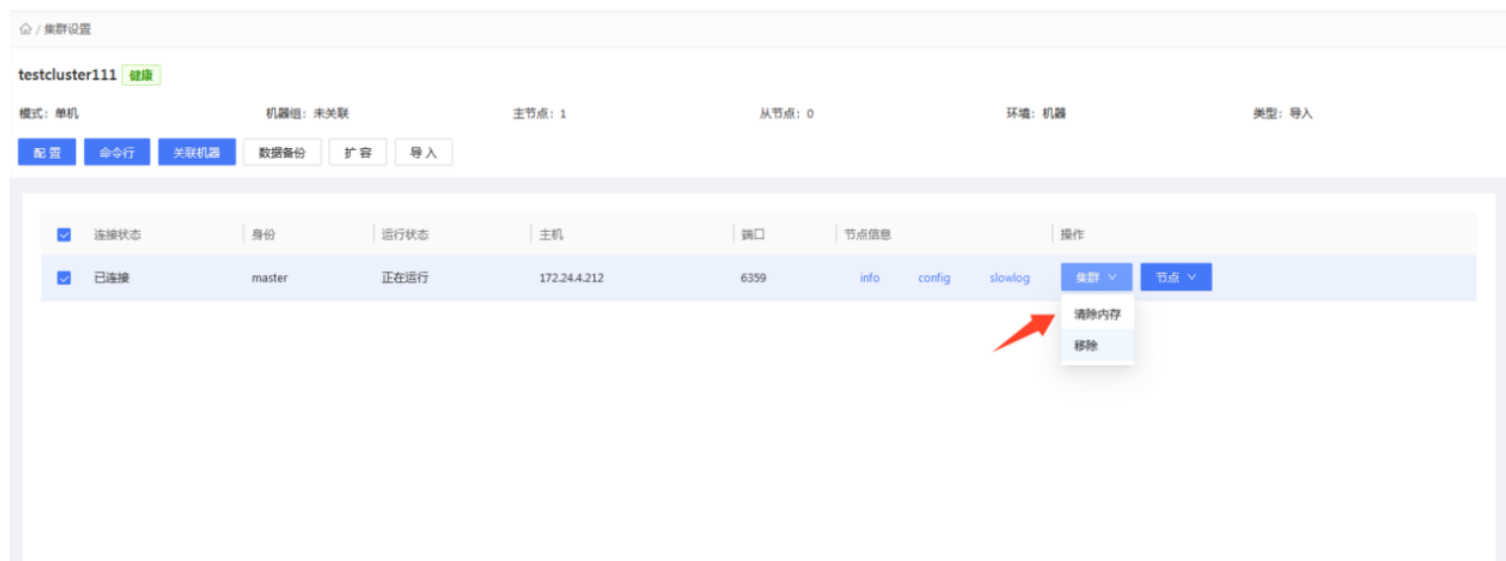 / 集群设置
testcluster111 健康
模式：单机 机器组：未关联 主节点：1 从节点：0 环境：机器 类型：导入
配置 命令行 关联机器 数据备份 扩容 导入
连接状态 身份 运行状态 主机 端口 节点信息 操作
已连接 master 正在运行 172.24.4.212 6359 info config slowlog 集群 节点
清除内存
移除